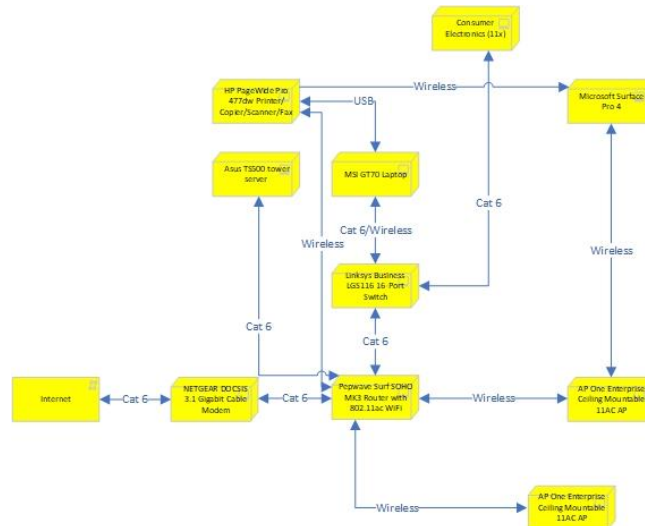 Consumer
Electronics (11x)
HP PageWide Pro
477dw Printer/
Copier/Scanner/Fax
Wireless
Microsoft Surface
Pro 4
USB
Asus TS500 tower
server
MSI GT70 Laptop
Cat 6
Cat 6/Wireless
Wireless
Wireless
Linksys Business
LGS116 16-Port
Switch
Cat 6
Cat 6
Internet
Cat 6
NETGEAR DOCSIS
3.1 Gigabit Cable
Modem
Cat 6
Pepwave Surf SOHO
MK3 Router with
802.11ac WiFi
Wireless
AP One Enterprise
Ceiling Mountable
11AC AP
Wireless
AP One Enterprise
Ceiling Mountable
11AC AP